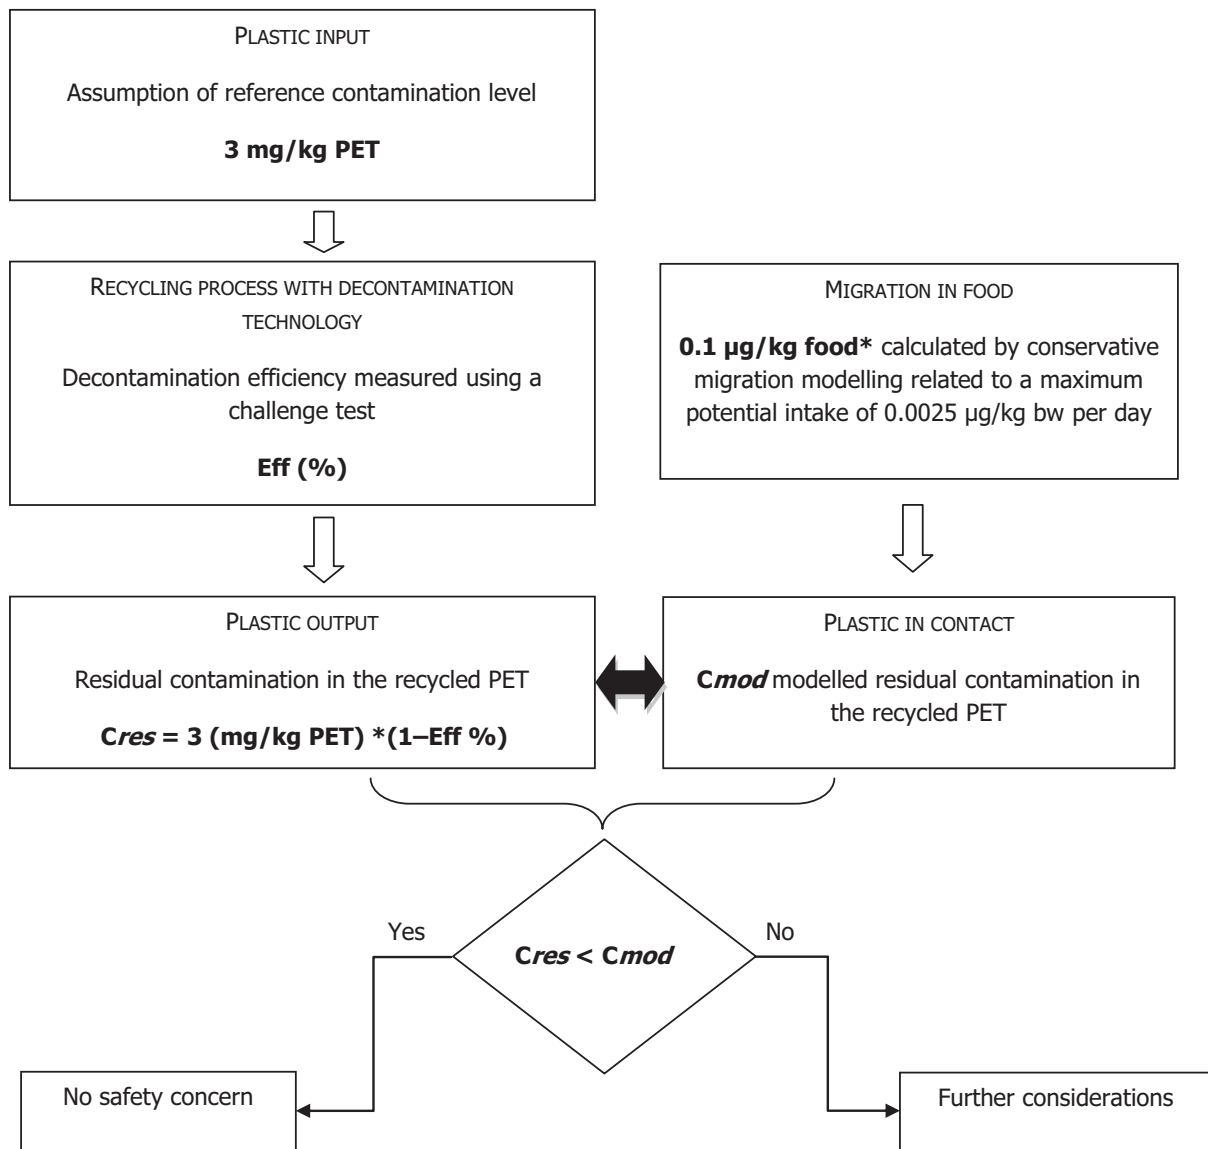 PLASTIC INPUT
Assumption of reference contamination level
3 mg/kg PET
RECYCLING PROCESS WITH DECONTAMINATION
TECHNOLOGY
Decontamination efficiency measured using a
challenge test
Eff (%)
MIGRATION IN FOOD
0.1 µg/kg food* calculated by conservative
migration modelling related to a maximum
potential intake of 0.0025 µg/kg bw per day
PLASTIC OUTPUT
Residual contamination in the recycled PET
Cres = 3 (mg/kg PET) *(1–Eff %)
PLASTIC IN CONTACT
Cmod modelled residual contamination in
the recycled PET
Yes
Cres < Cmod
No
No safety concern
Further considerations